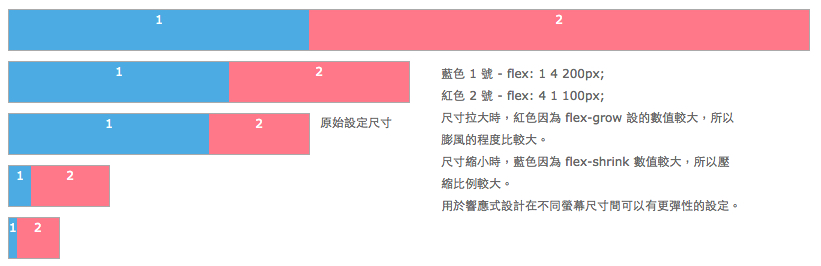 1 2
1 2
1 2
原始設定尺寸
1 2
1 2
藍色 1 號 - flex: 1 4 200px;
紅色 2 號 - flex: 4 1 100px;
尺寸拉大時，紅色因為 flex-grow 設的數值較大，所以
膨風的程度比較大。
尺寸縮小時，藍色因為 flex-shrink 數值較大，所以壓
縮比例較大。
用於響應式設計在不同螢幕尺寸間可以有更彈性的設定。